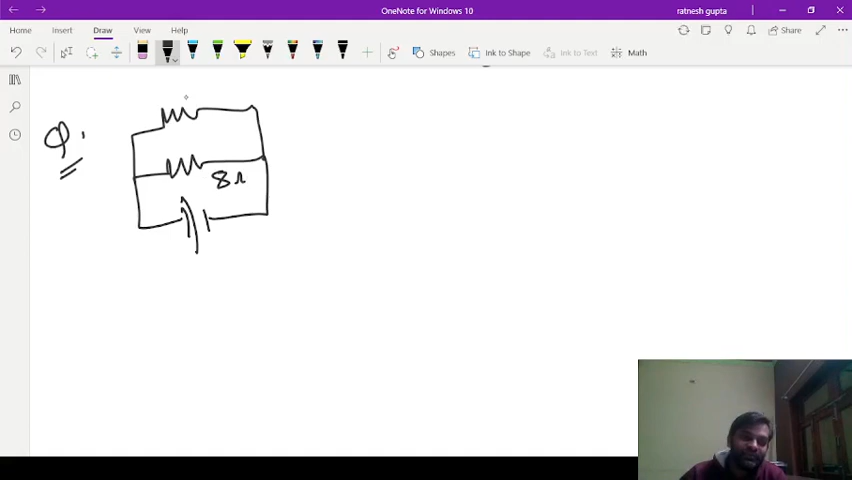 OneNote for Windows 10
ratnesh gupta
Home Insert Draw View Help
Share
Shapes Ink to Shape Ink to Text Math
Q.
8Ω